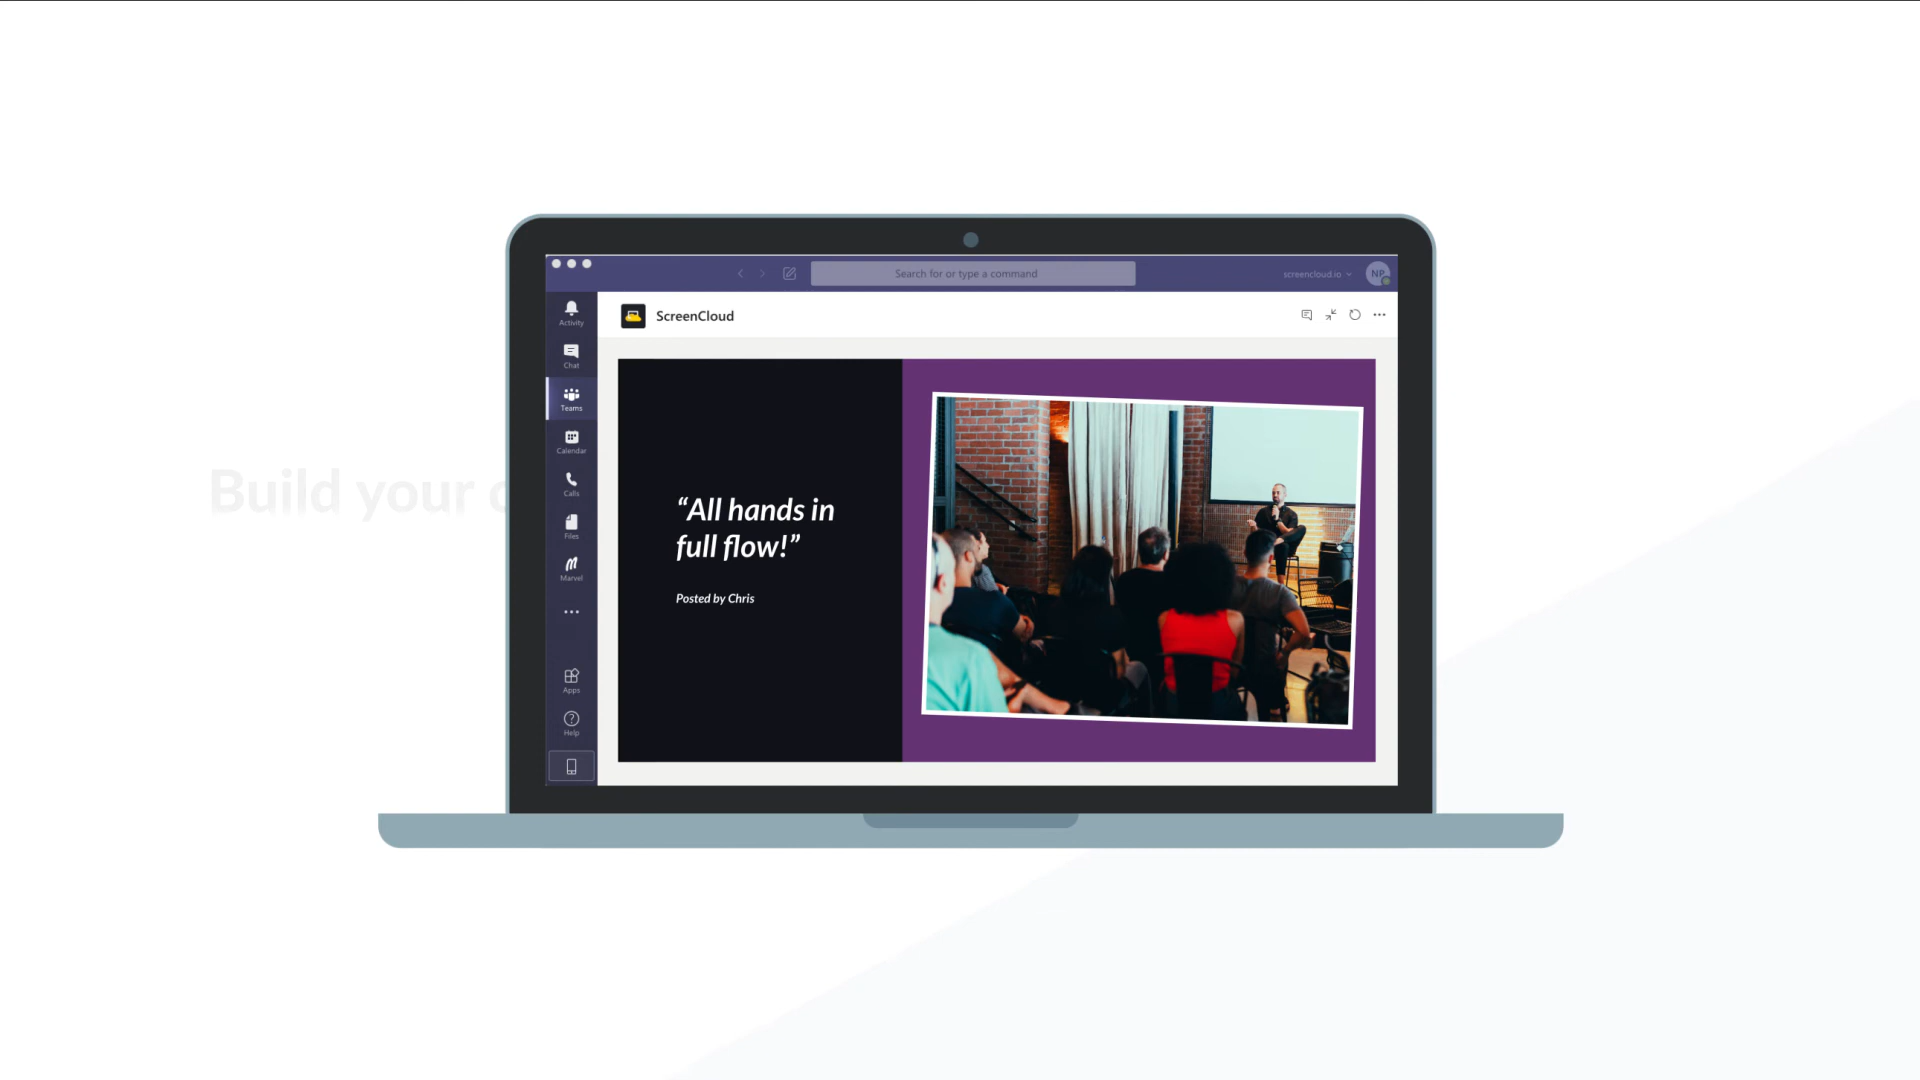 Search for or type a command
screencloud.io
NP
Activity
Chat
Teams
Calendar
Calls
Files
Marvel
Apps
Help
ScreenCloud
“All hands in
full flow!”
Posted by Chris
Build your